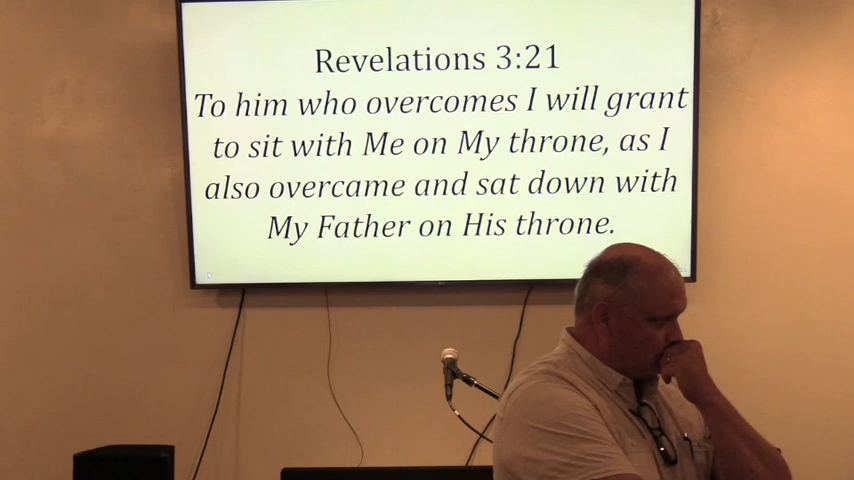 Revelations 3:21
To him who overcomes I will grant
to sit with Me on My throne, as I
also overcame and sat down with
My Father on His throne.